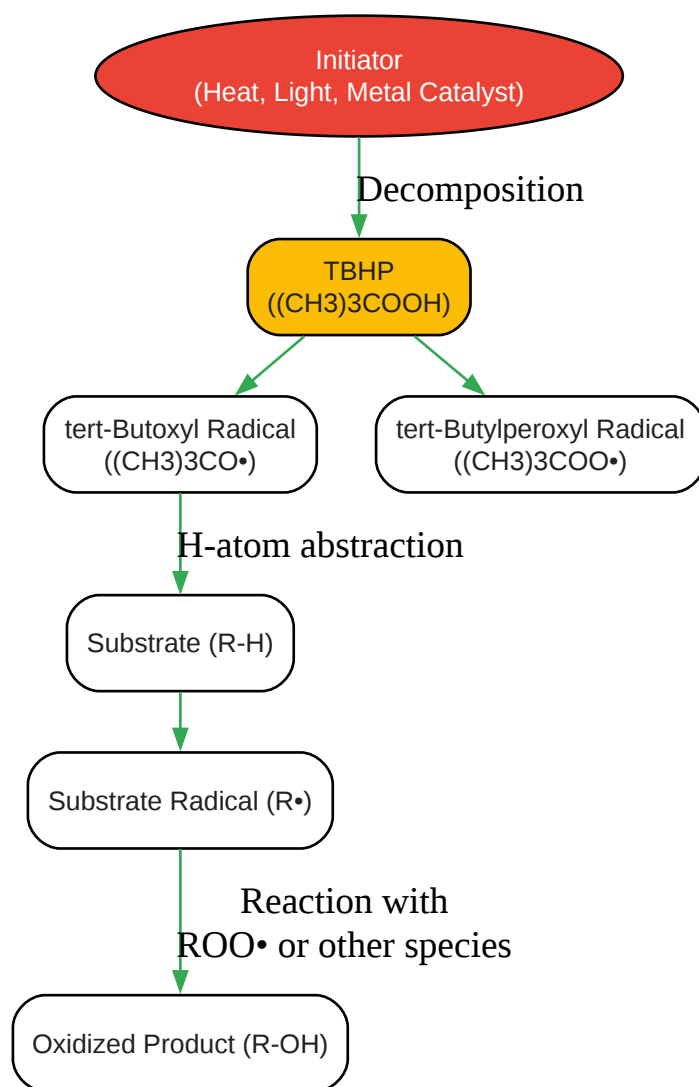 Initiator
(Heat, Light, Metal Catalyst)
Decomposition
TBHP
((CH3)3COOH)
tert-Butoxyl Radical
((CH3)3CO•)
tert-Butylperoxyl Radical
((CH3)3COO•)
H-atom abstraction
Substrate (R-H)
Substrate Radical (R•)
Reaction with
ROO• or other species
Oxidized Product (R-OH)